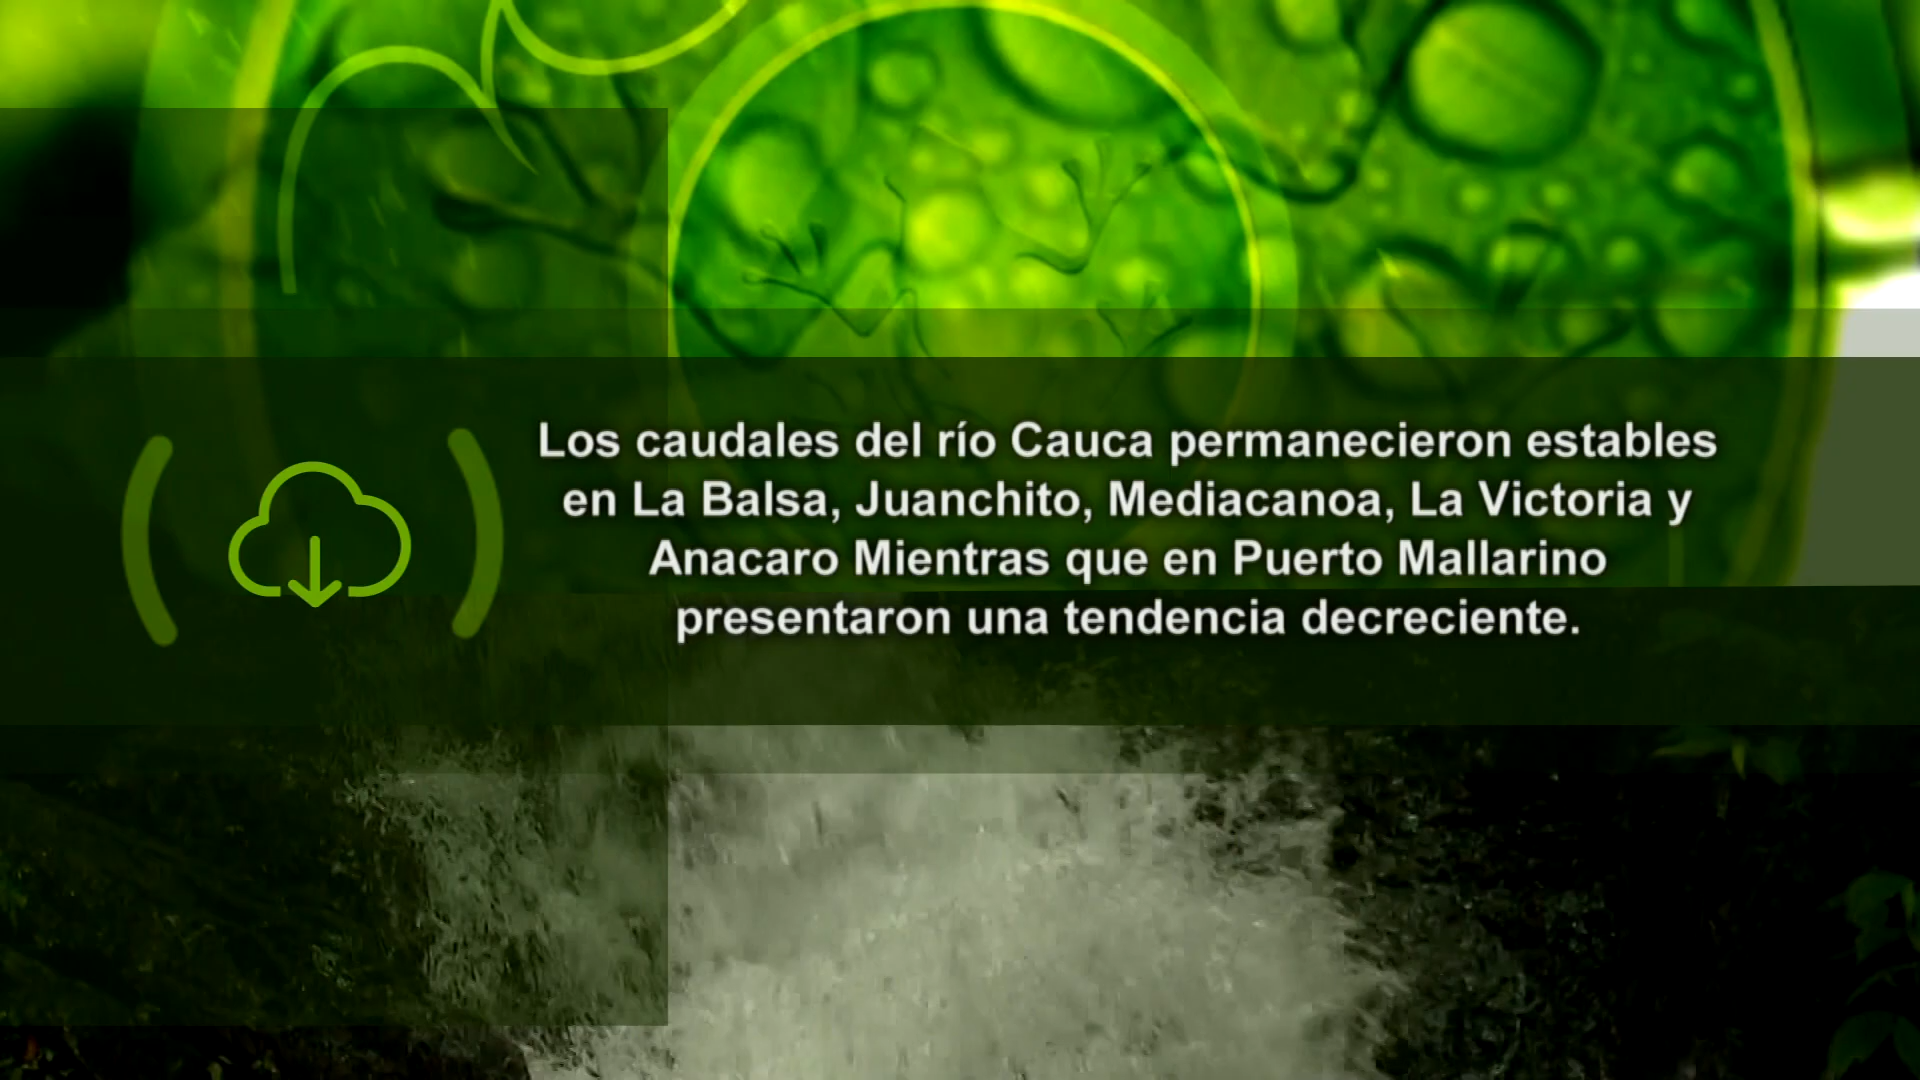 Los caudales del río Cauca permanecieron estables
en La Balsa, Juanchito, Mediacanoa, La Victoria y
Anacaro Mientras que en Puerto Mallarino
presentaron una tendencia decreciente.